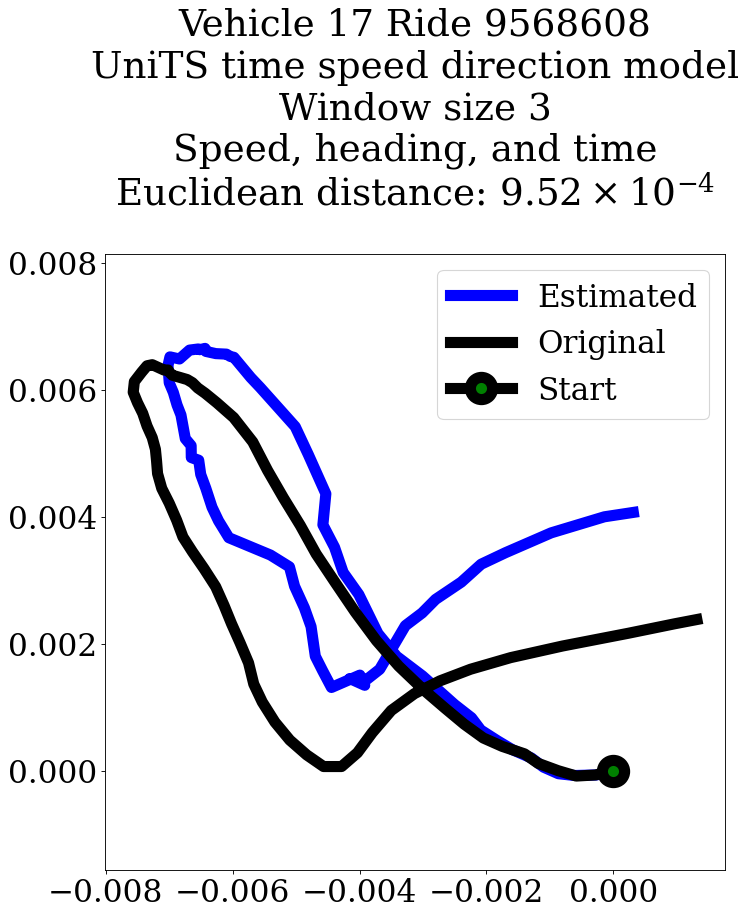 Vehicle 17 Ride 9568608
UniTS time speed direction model
Window size 3
Speed, heading, and time
Euclidean distance: 9.52 × 10⁻⁴
0.008
0.006
0.004
0.002
0.000
Estimated
Original
Start
−0.008 −0.006 −0.004 −0.002 0.000